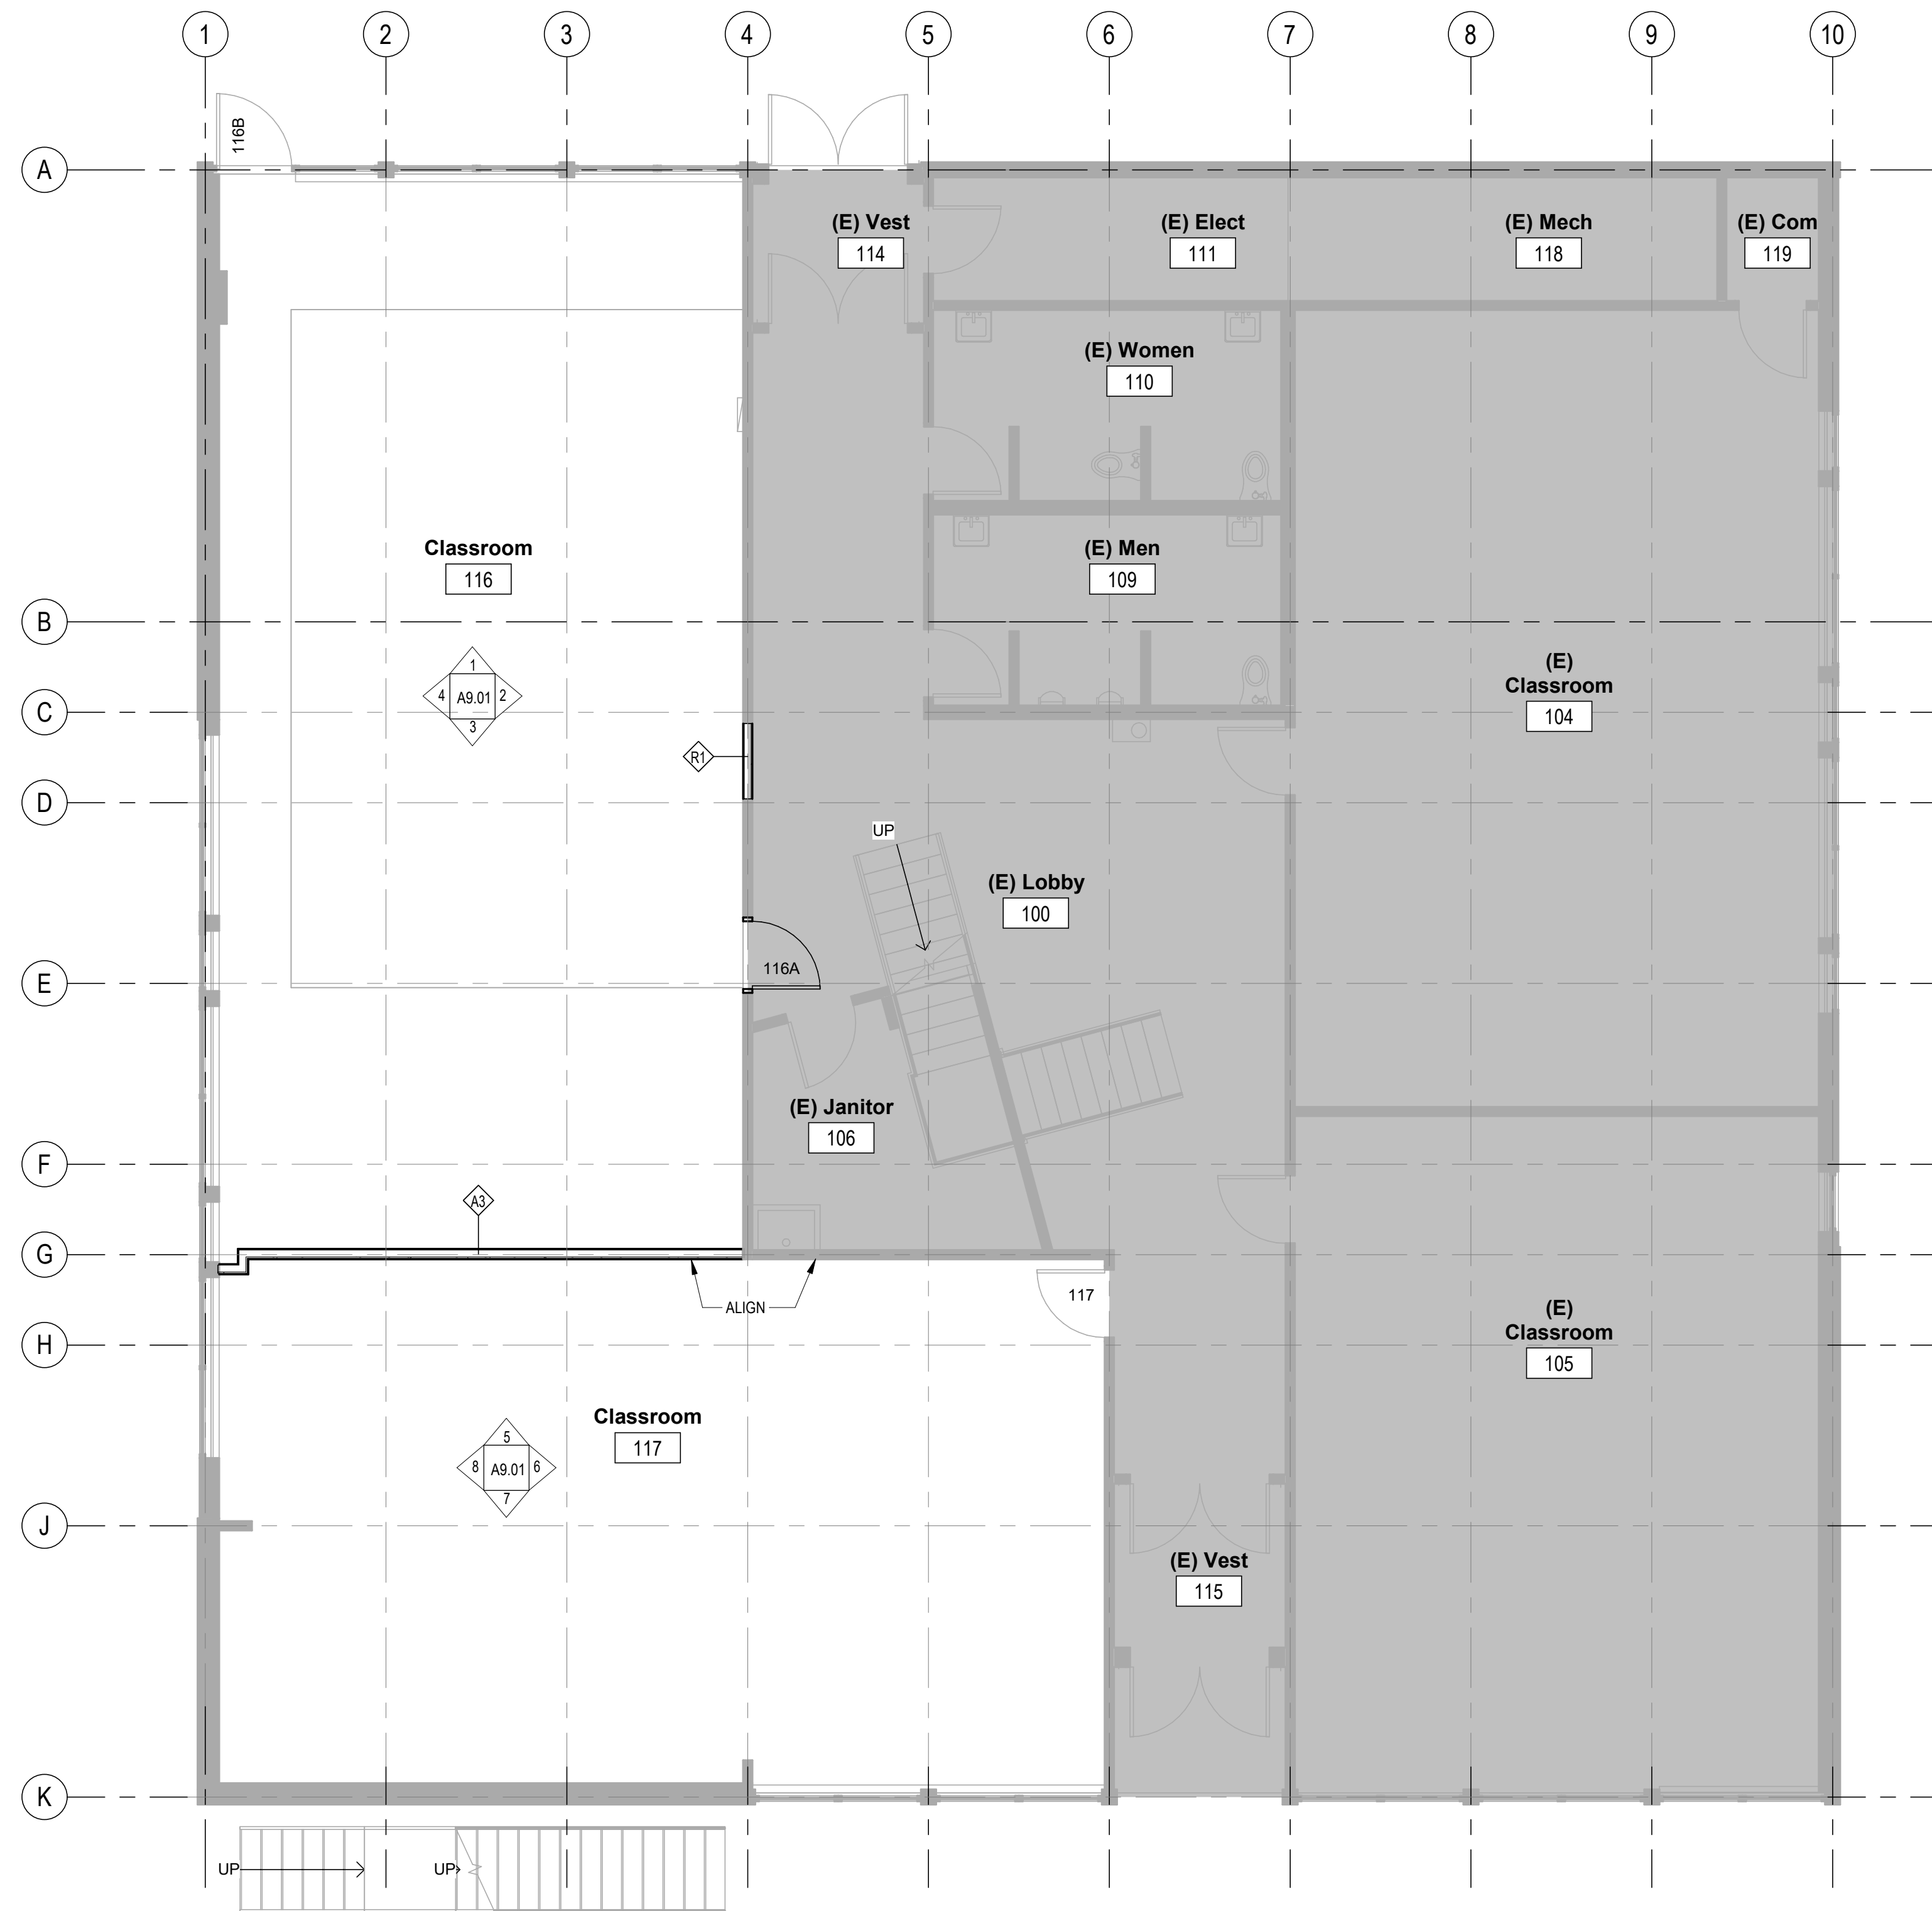 1
2
3
4
5
6
7
8
9
10
116B
A
(E) Vest
114
(E) Elect
111
(E) Mech
118
(E) Com
119
(E) Women
110
Classroom
116
(E) Men
109
B
1
4
A9.01
2
3
(E)
Classroom
104
C
R1
D
UP
(E) Lobby
100
116A
E
(E) Janitor
106
F
A3
G
117
ALIGN
(E)
Classroom
105
H
Classroom
117
5
8
A9.01
6
7
J
(E) Vest
115
K
UP
UP